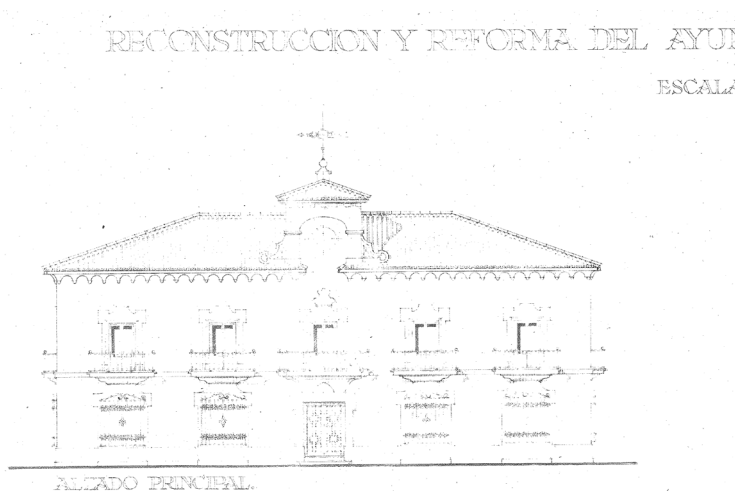 RECONSTRUCCION Y REFORMA DEL AYUN
ESCALA
ALZADO PRINCIPAL.